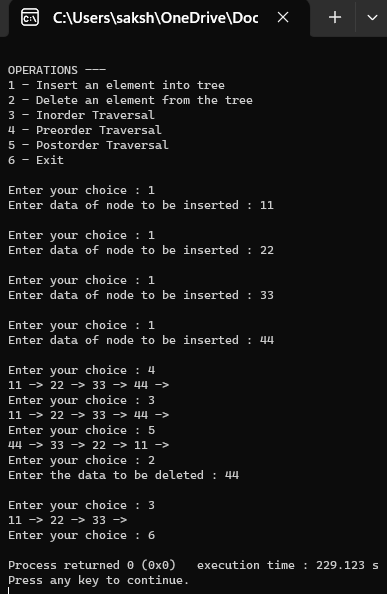 C:\Users\saksh\OneDrive\Doc
OPERATIONS ---
1 - Insert an element into tree
2 - Delete an element from the tree
3 - Inorder Traversal
4 - Preorder Traversal
5 - Postorder Traversal
6 - Exit
Enter your choice : 1
Enter data of node to be inserted : 11
Enter your choice : 1
Enter data of node to be inserted : 22
Enter your choice : 1
Enter data of node to be inserted : 33
Enter your choice : 1
Enter data of node to be inserted : 44
Enter your choice : 4
11 -> 22 -> 33 -> 44 ->
Enter your choice : 3
11 -> 22 -> 33 -> 44 ->
Enter your choice : 5
44 -> 33 -> 22 -> 11 ->
Enter your choice : 2
Enter the data to be deleted : 44
Enter your choice : 3
11 -> 22 -> 33 ->
Enter your choice : 6
Process returned 0 (0x0)   execution time : 229.123 s
Press any key to continue.